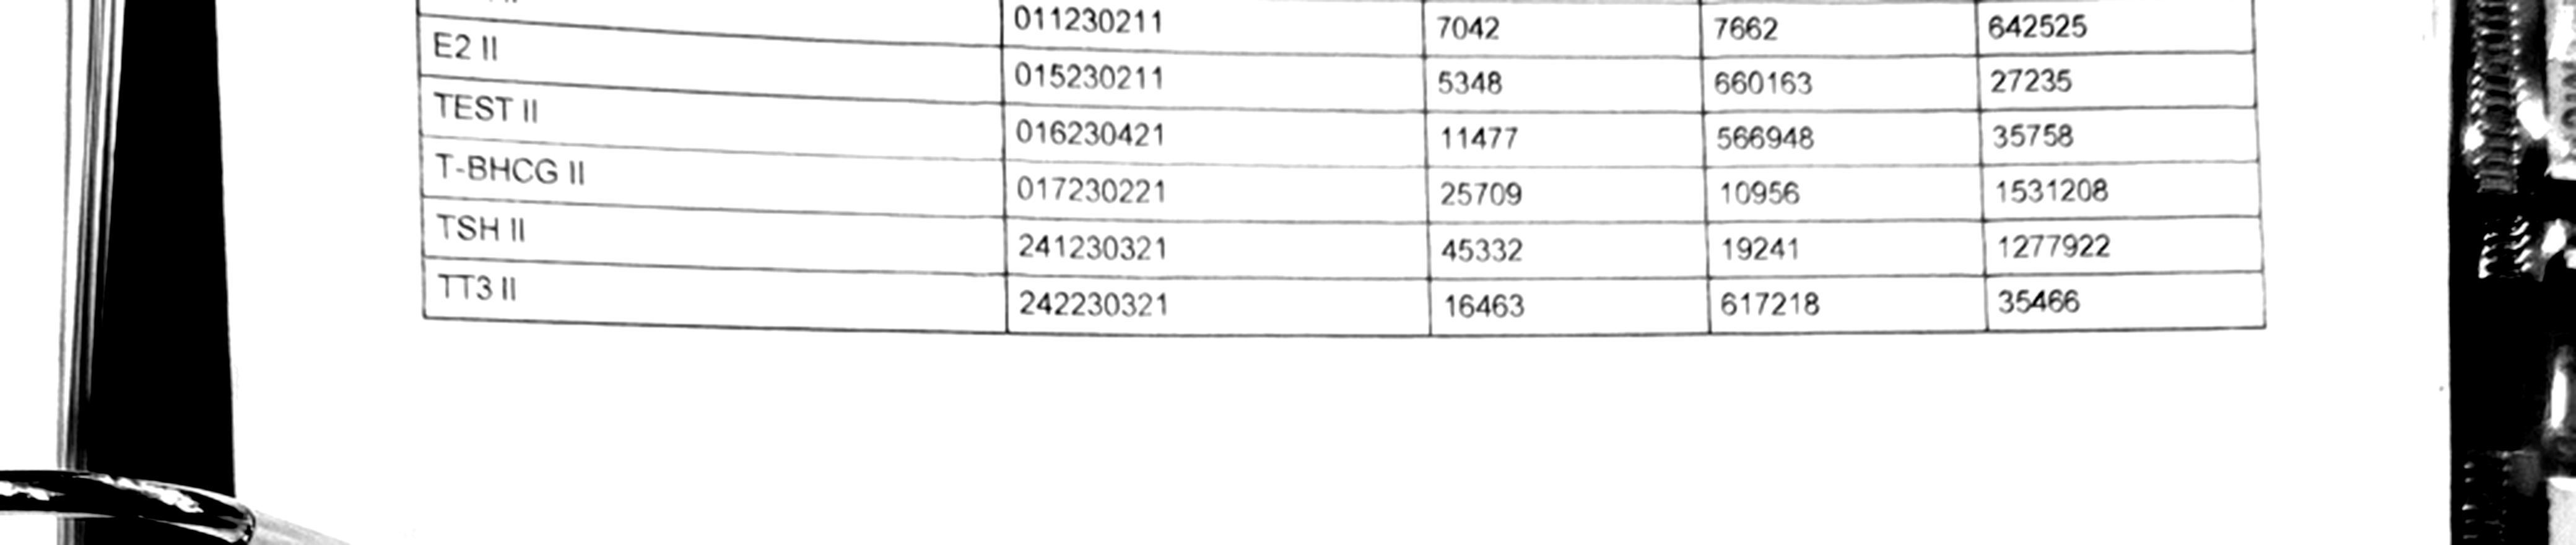 011230211 7042 7662 642525
E2 II 015230211 5348 660163 27235
TEST II 016230421 11477 566948 35758
T-BHCG II 017230221 25709 10956 1531208
TSH II 241230321 45332 19241 1277922
TT3 II 242230321 16463 617218 35466